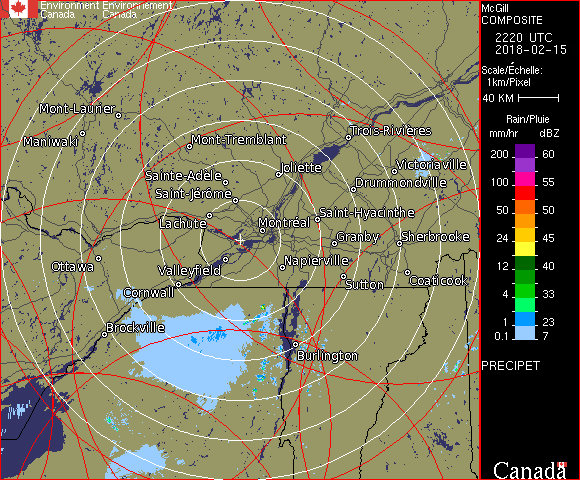 Environment Environnement
Canada Canada
McGill
COMPOSITE
2220 UTC
2018-02-15
Scale/Échelle:
1km/Pixel
40 KM
Rain/Pluie
mm/hr dBZ
200 60
100 55
50 50
24 45
12 40
4 33
1 23
0.1 7
PRECIPET
Canada
Mont-Laurier
Maniwaki
Mont-Tremblant
Trois-Rivières
Sainte-Adèle
Joliette
Victoriaville
Saint-Jérôme
Drummondville
Lachute
Montréal
Saint-Hyacinthe
Granby
Sherbrooke
Ottawa
Valleyfield
Napierville
Cornwall
Sutton
Coaticook
Brockville
Burlington